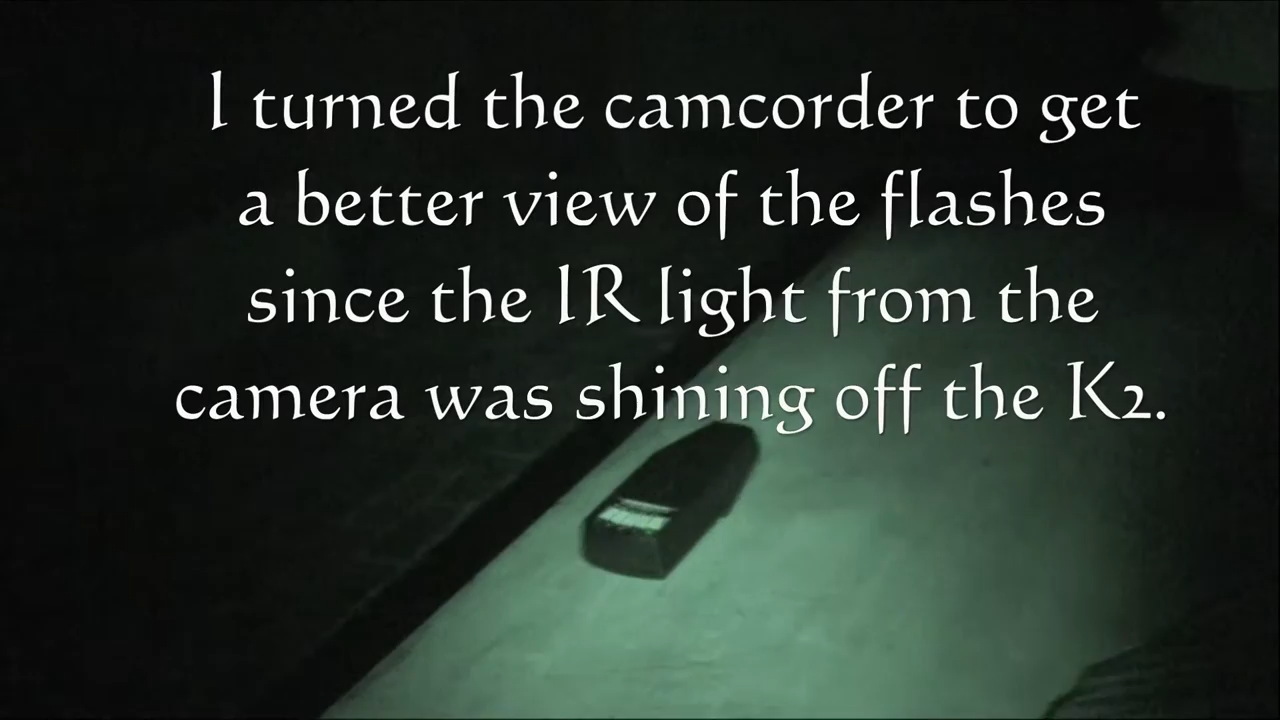 I turned the camcorder to get
a better view of the flashes
since the IR light from the
camera was shining off the K2.